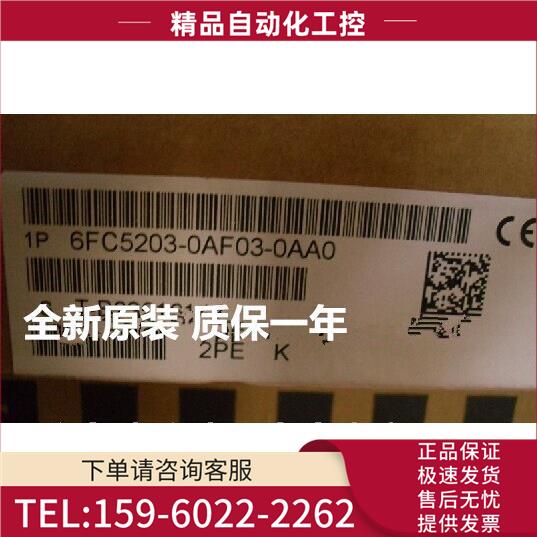 精品自动化工控
1P 6FC5203-0AF03-0AA0
CE
全新原装 质保一年
2PE K
下单请咨询客服
TEL:159-6022-2262
正品保证
极速发货
售后无忧
提供发票